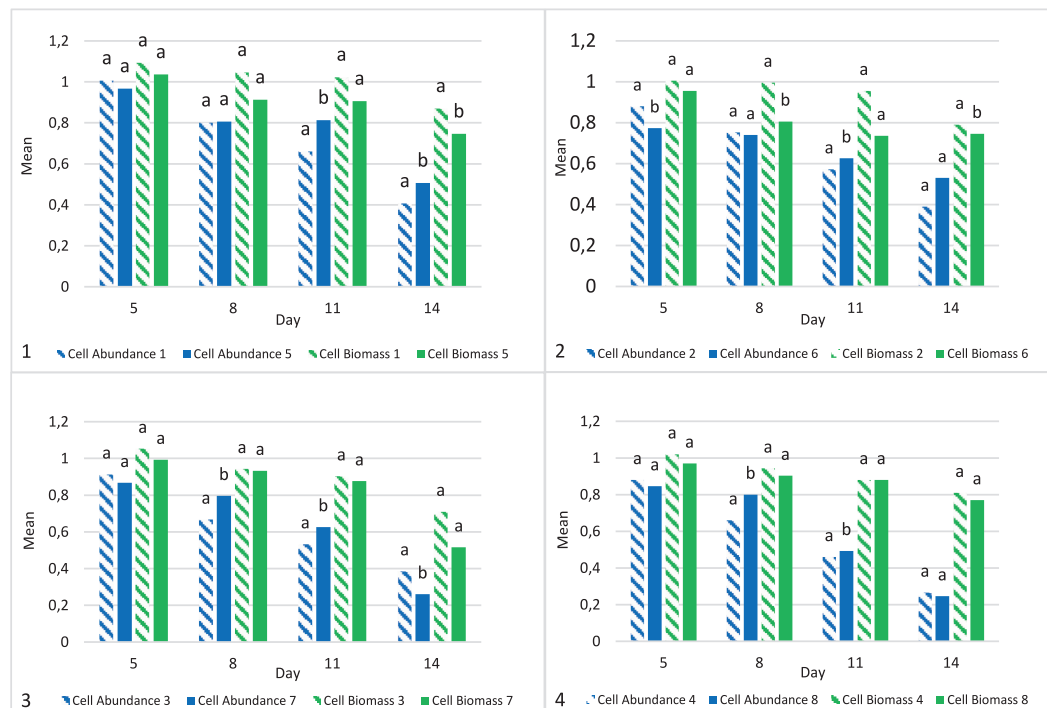 1,2
1
0,8
0,6
0,4
0,2
0
Mean
a a a a
a a a a
a b a a
a b a b
5 8 11 14
Day
1 Cell Abundance 1 Cell Abundance 5 Cell Biomass 1 Cell Biomass 5
1,2
1
0,8
0,6
0,4
0,2
0
Mean
a b a a
a a a b
a b a a
a a a b
5 8 11 14
Day
2 Cell Abundance 2 Cell Abundance 6 Cell Biomass 2 Cell Biomass 6
1,2
1
0,8
0,6
0,4
0,2
0
Mean
a a a a
a b a a
a b a a
a b a a
5 8 11 14
Day
3 Cell Abundance 3 Cell Abundance 7 Cell Biomass 3 Cell Biomass 7
1,2
1
0,8
0,6
0,4
0,2
0
Mean
a a a a
a b a a
a b a a
a a a a
5 8 11 14
Day
4 Cell Abundance 4 Cell Abundance 8 Cell Biomass 4 Cell Biomass 8